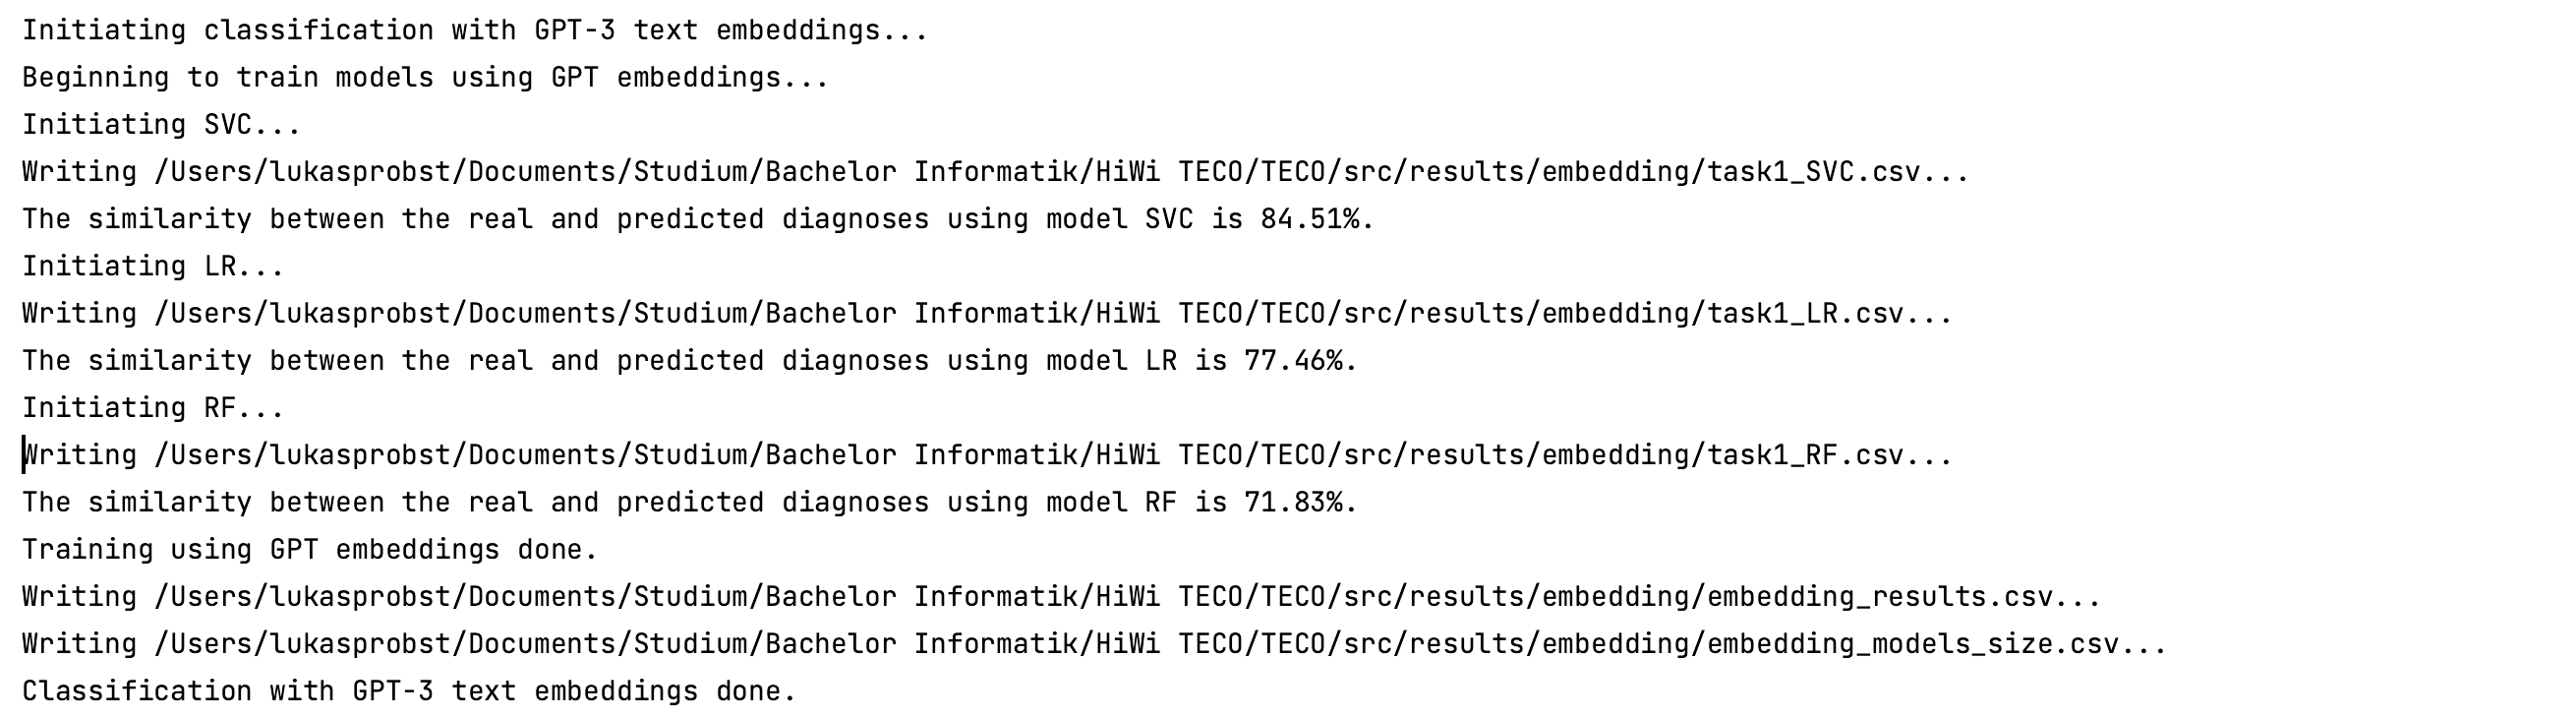 Initiating classification with GPT-3 text embeddings...
Beginning to train models using GPT embeddings...
Initiating SVC...
Writing /Users/lukasprobst/Documents/Studium/Bachelor Informatik/HiWi TECO/TECO/src/results/embedding/task1_SVC.csv...
The similarity between the real and predicted diagnoses using model SVC is 84.51%.
Initiating LR...
Writing /Users/lukasprobst/Documents/Studium/Bachelor Informatik/HiWi TECO/TECO/src/results/embedding/task1_LR.csv...
The similarity between the real and predicted diagnoses using model LR is 77.46%.
Initiating RF...
Writing /Users/lukasprobst/Documents/Studium/Bachelor Informatik/HiWi TECO/TECO/src/results/embedding/task1_RF.csv...
The similarity between the real and predicted diagnoses using model RF is 71.83%.
Training using GPT embeddings done.
Writing /Users/lukasprobst/Documents/Studium/Bachelor Informatik/HiWi TECO/TECO/src/results/embedding/embedding_results.csv...
Writing /Users/lukasprobst/Documents/Studium/Bachelor Informatik/HiWi TECO/TECO/src/results/embedding/embedding_models_size.csv...
Classification with GPT-3 text embeddings done.